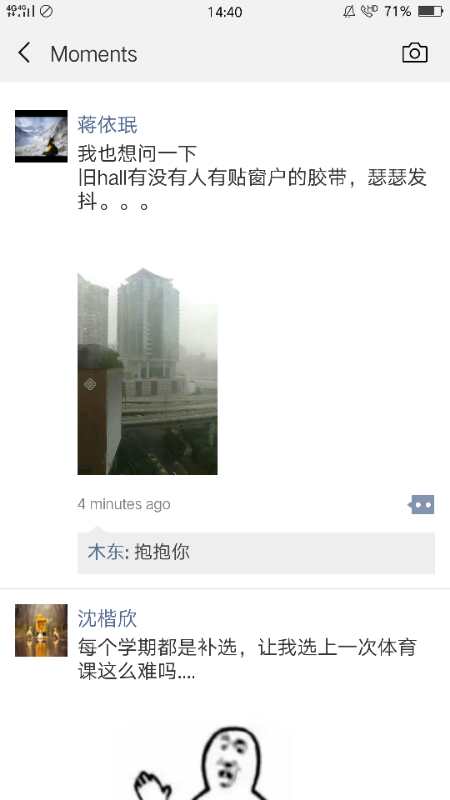 4G 4G 14:40 HD 71%
Moments
蒋依珉
我也想问一下
旧hall有没有人有贴窗户的胶带，瑟瑟发
抖。。。
4 minutes ago
木东: 抱抱你
沈楷欣
每个学期都是补选，让我选上一次体育
课这么难吗....